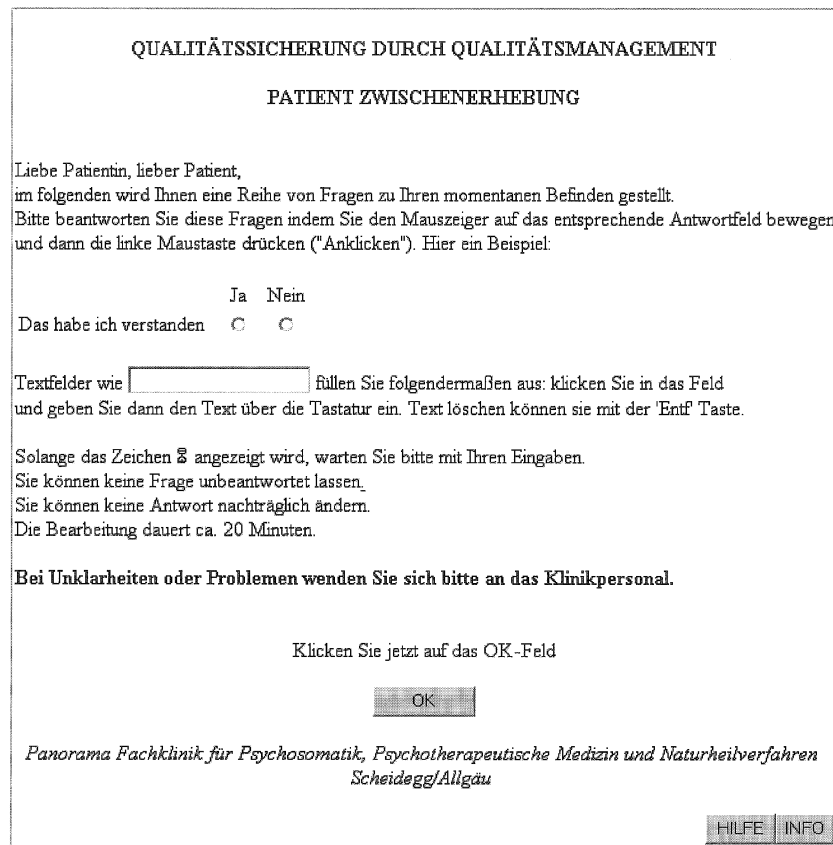 QUALITÄTSSICHERUNG DURCH QUALITÄTSMANAGEMENT
PATIENT ZWISCHENERHEBUNG
Liebe Patientin, lieber Patient,
im folgenden wird Ihnen eine Reihe von Fragen zu Ihren momentanen Befinden gestellt.
Bitte beantworten Sie diese Fragen indem Sie den Mauszeiger auf das entsprechende Antwortfeld bewegen
und dann die linke Maustaste drücken ("Anklicken"). Hier ein Beispiel:
Ja Nein
Das habe ich verstanden
Textfelder wie füllen Sie folgendermaßen aus: klicken Sie in das Feld
und geben Sie dann den Text über die Tastatur ein. Text löschen können sie mit der 'Entf' Taste.
Solange das Zeichen angezeigt wird, warten Sie bitte mit Ihren Eingaben.
Sie können keine Frage unbeantwortet lassen.
Sie können keine Antwort nachträglich ändern.
Die Bearbeitung dauert ca. 20 Minuten.
Bei Unklarheiten oder Problemen wenden Sie sich bitte an das Klinikpersonal.
Klicken Sie jetzt auf das OK-Feld
OK
Panorama Fachklinik für Psychosomatik, Psychotherapeutische Medizin und Naturheilverfahren
Scheidegg/Allgäu
HILFE INFO